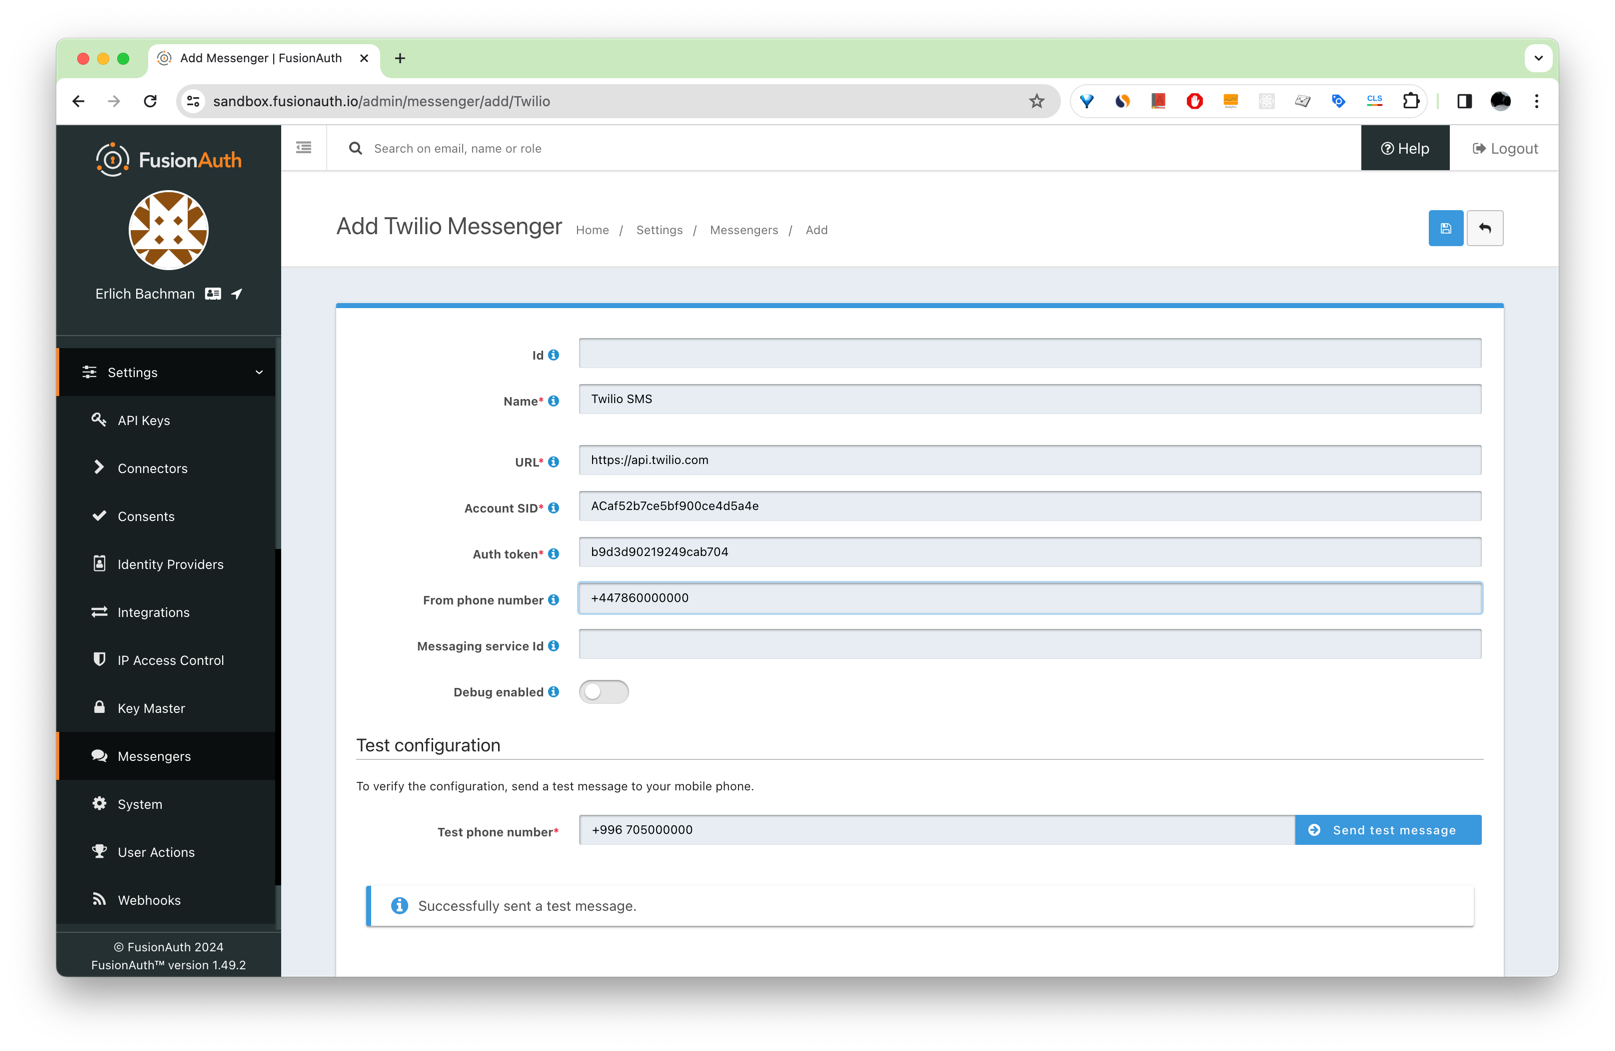 Add Messenger | FusionAuth
sandbox.fusionauth.io/admin/messenger/add/Twilio
CLS
FusionAuth
Search on email, name or role
Help
Logout
Erlich Bachman
Add Twilio Messenger
Home / Settings / Messengers / Add
Settings
API Keys
Connectors
Consents
Identity Providers
Integrations
IP Access Control
Key Master
Messengers
System
User Actions
Webhooks
© FusionAuth 2024
FusionAuth™ version 1.49.2
Id
Name* Twilio SMS
URL* https://api.twilio.com
Account SID* ACaf52b7ce5bf900ce4d5a4e
Auth token* b9d3d90219249cab704
From phone number +447860000000
Messaging service Id
Debug enabled
Test configuration
To verify the configuration, send a test message to your mobile phone.
Test phone number* +996 705000000 Send test message
Successfully sent a test message.